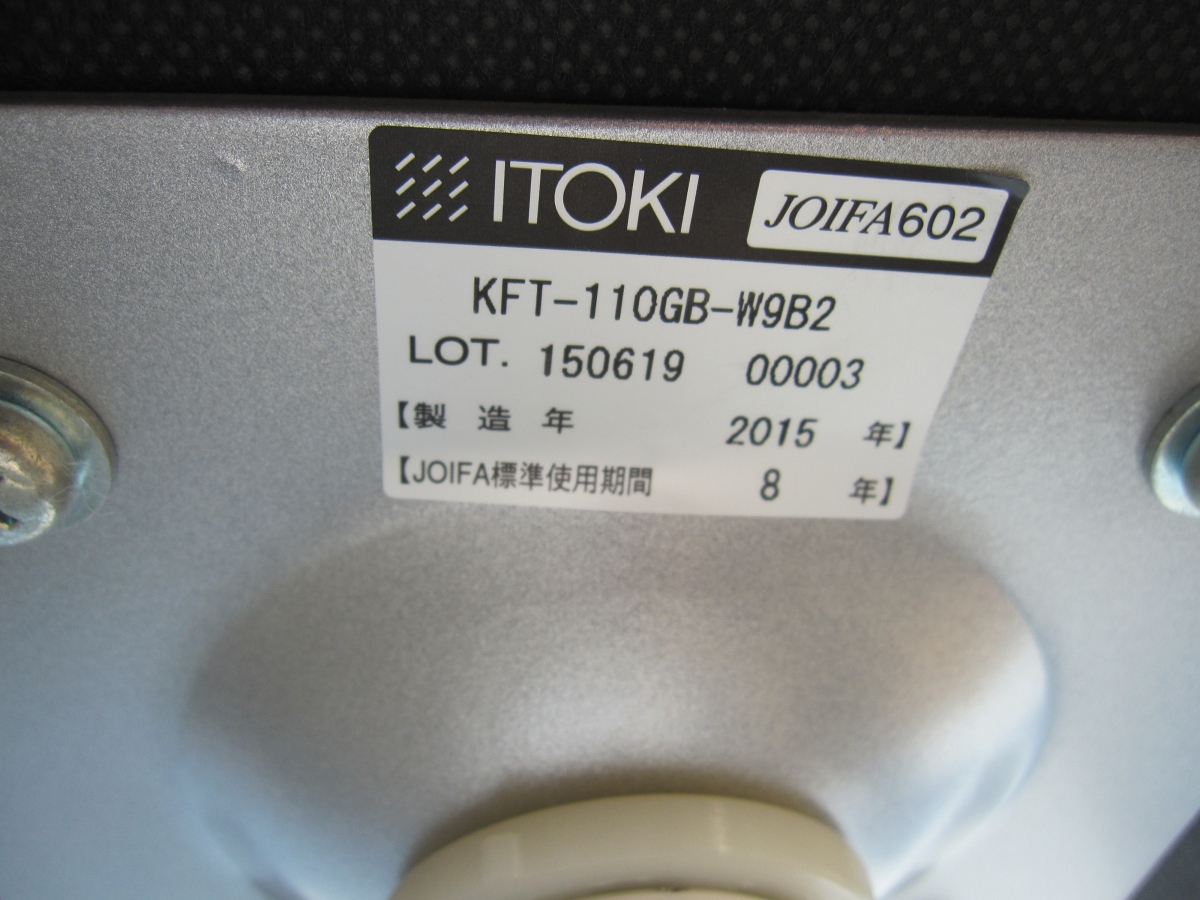 ITOKI JOIFA602
KFT-110GB-W9B2
LOT. 150619 00003
【製 造 年 2015 年】
【JOIFA標準使用期間 8 年】